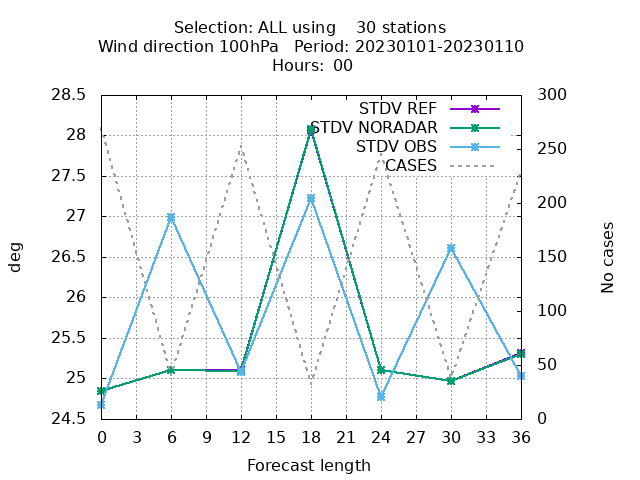 Selection: ALL using    30 stations
Wind direction 100hPa   Period: 20230101-20230110
Hours:  00
28.5
28
27.5
27
26.5
26
25.5
25
24.5
deg
300
250
200
150
100
50
0
No cases
STDV REF
STDV NORADAR
STDV OBS
CASES
0 3 6 9 12 15 18 21 24 27 30 33 36
Forecast length